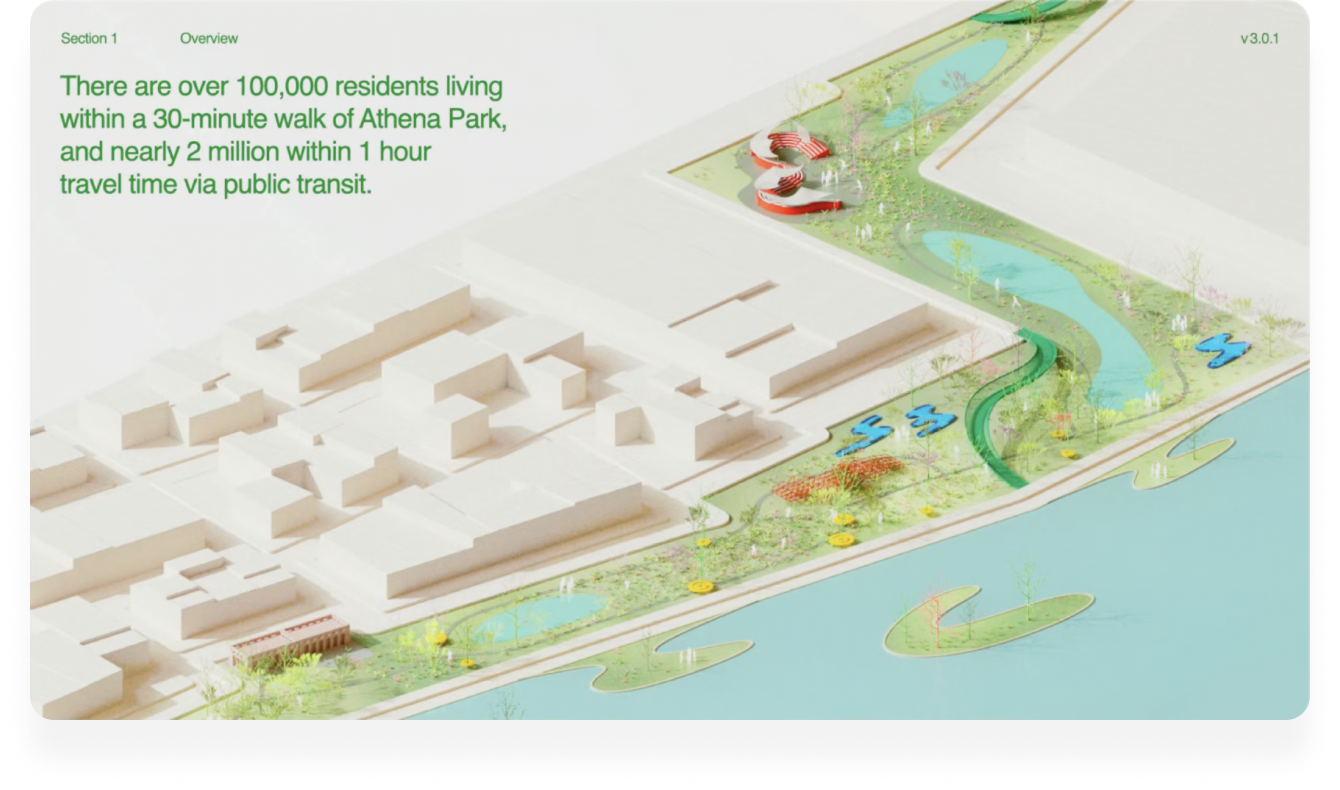 Section 1
Overview
v3.0.1
There are over 100,000 residents living
within a 30-minute walk of Athena Park,
and nearly 2 million within 1 hour
travel time via public transit.